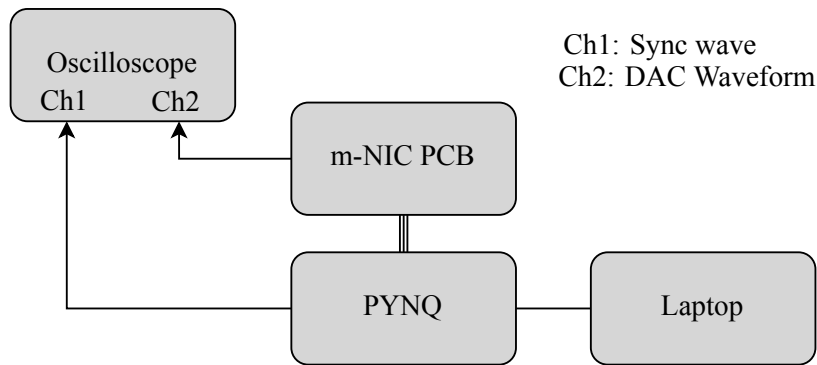 Oscilloscope
Ch1 Ch2
Ch1: Sync wave
Ch2: DAC Waveform
m-NIC PCB
PYNQ
Laptop